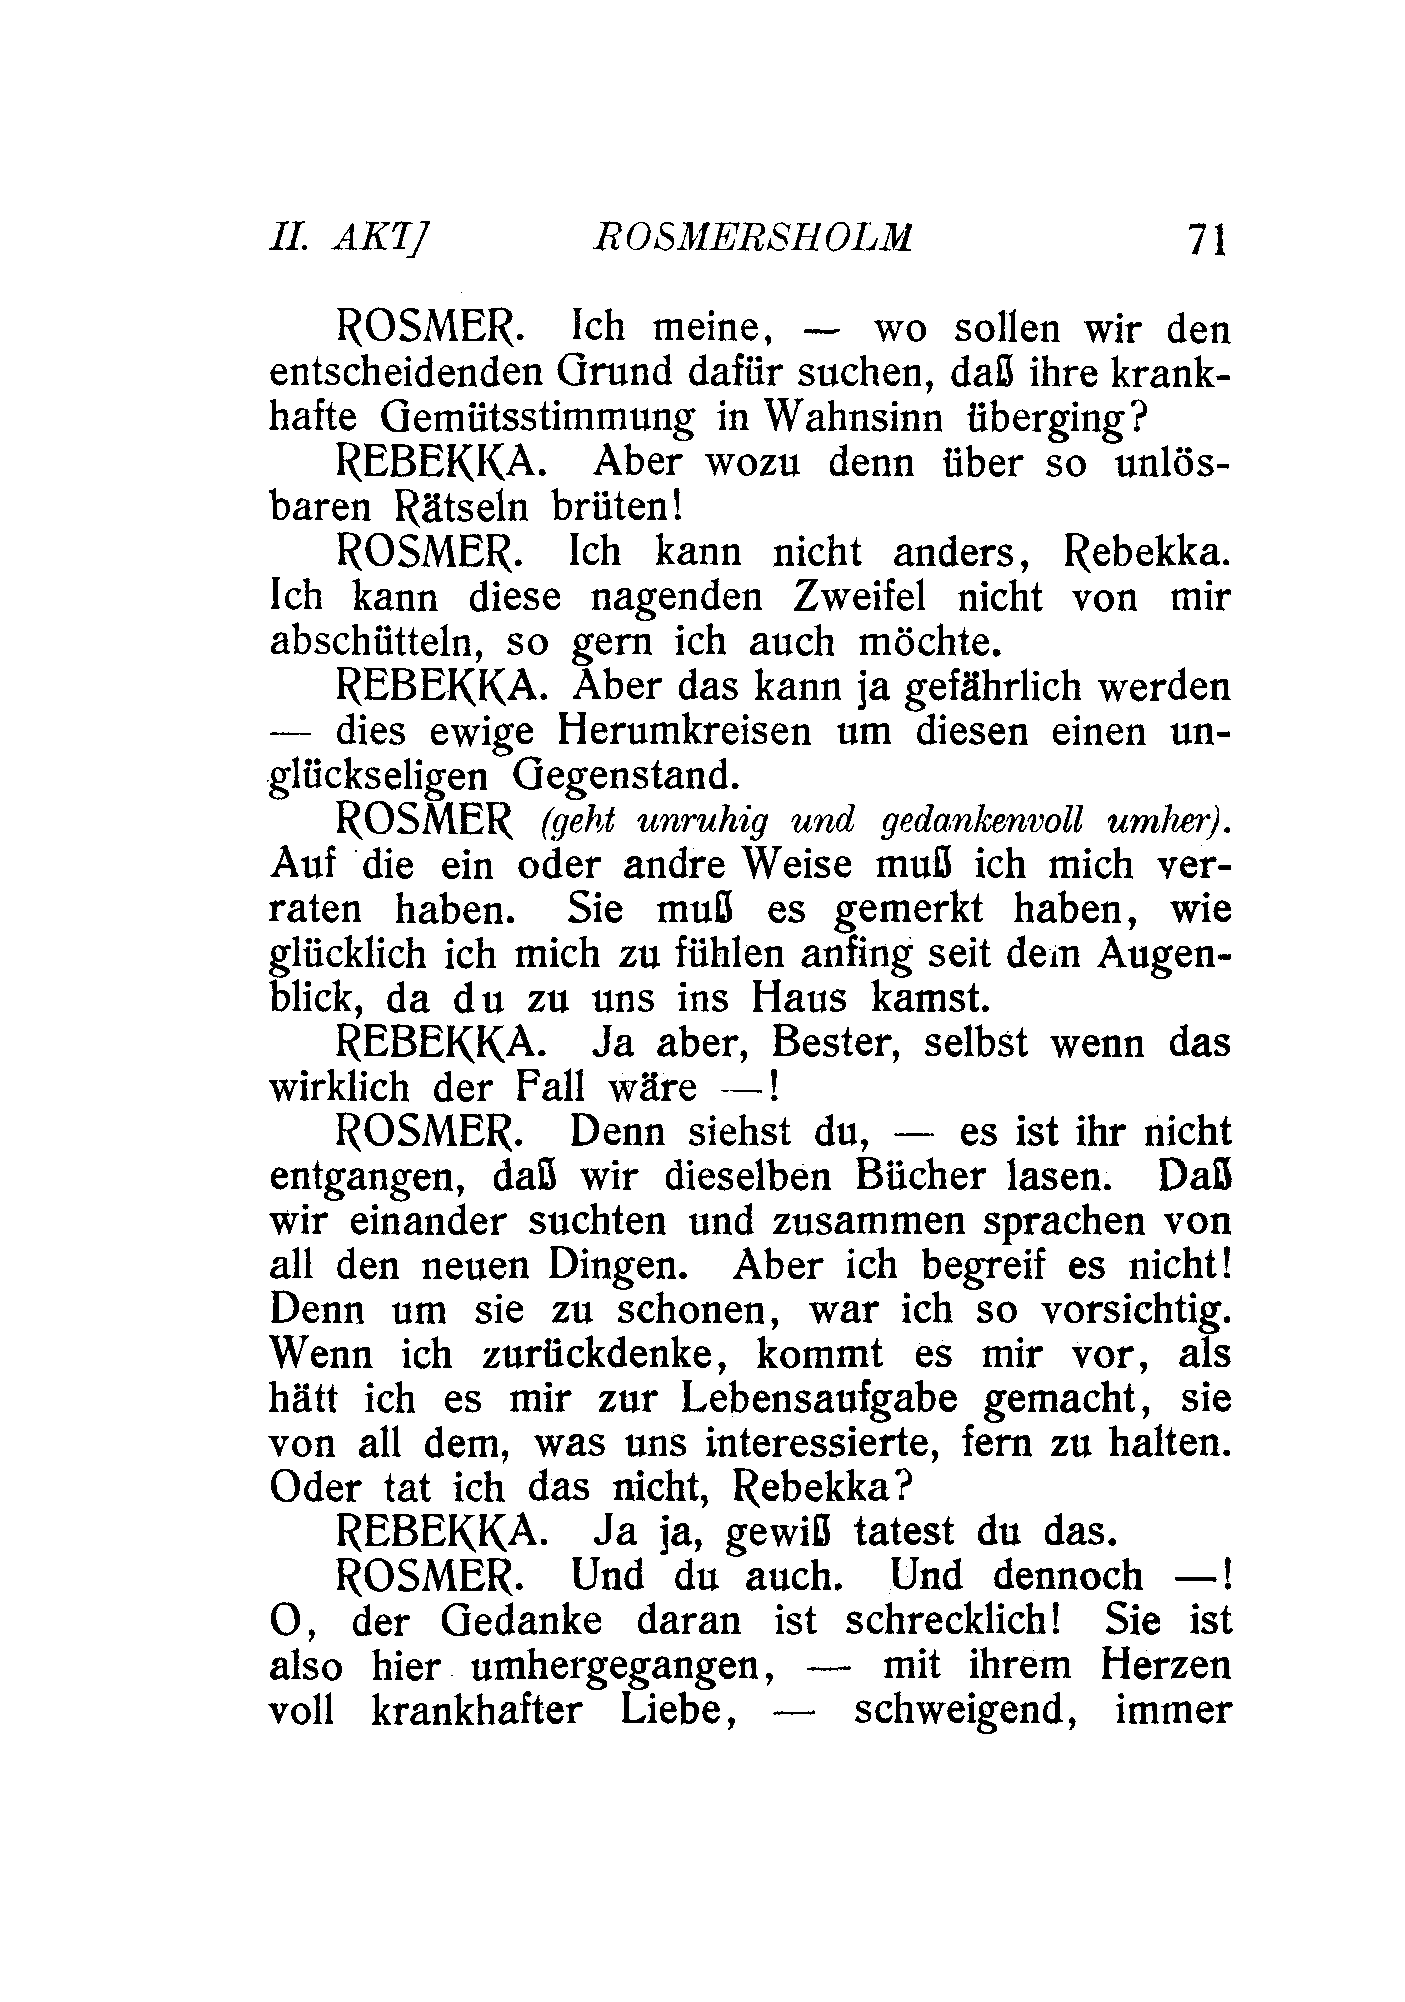 II. AKT]
ROSMERSHOLM
71
ROSMER. Ich meine, — wo sollen wir den
entscheidenden Grund dafür suchen, daß ihre krank-
hafte Gemütsstimmung in Wahnsinn überging?
REBEKKA. Aber wozu denn über so unlös-
baren Rätseln brüten!
ROSMER. Ich kann nicht anders, Rebekka.
Ich kann diese nagenden Zweifel nicht von mir
abschütteln, so gern ich auch möchte.
REBEKKA. Aber das kann ja gefährlich werden
— dies ewige Herumkreisen um diesen einen un-
glückseligen Gegenstand.
ROSMER (geht unruhig und gedankenvoll umher).
Auf die ein oder andre Weise muß ich mich ver-
raten haben. Sie muß es gemerkt haben, wie
glücklich ich mich zu fühlen anfing seit dem Augen-
blick, da du zu uns ins Haus kamst.
REBEKKA. Ja aber, Bester, selbst wenn das
wirklich der Fall wäre —!
ROSMER. Denn siehst du, — es ist ihr nicht
entgangen, daß wir dieselben Bücher lasen. Daß
wir einander suchten und zusammen sprachen von
all den neuen Dingen. Aber ich begreif es nicht!
Denn um sie zu schonen, war ich so vorsichtig.
Wenn ich zurückdenke, kommt es mir vor, als
hätt ich es mir zur Lebensaufgabe gemacht, sie
von all dem, was uns interessierte, fern zu halten.
Oder tat ich das nicht, Rebekka?
REBEKKA. Ja ja, gewiß tatest du das.
ROSMER. Und du auch. Und dennoch —!
O, der Gedanke daran ist schrecklich! Sie ist
also hier umhergegangen, — mit ihrem Herzen
voll krankhafter Liebe, — schweigend, immer